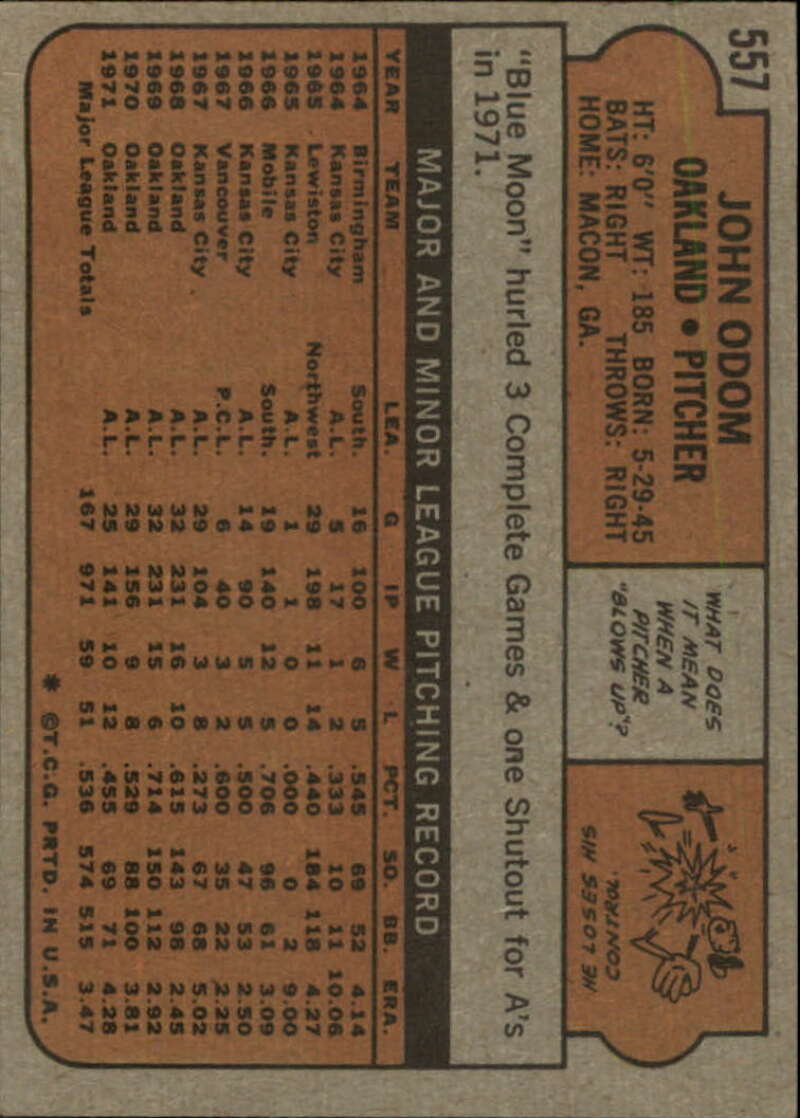 557
JOHN ODOM
OAKLAND • PITCHER
HT: 6'0" WT: 185 BORN: 5-29-45
BATS: RIGHT THROWS: RIGHT
HOME: MACON, GA.
WHAT DOES
IT MEAN
WHEN A
PITCHER
"BLOWS UP"?
HE LOSES HIS
CONTROL.
"Blue Moon" hurled 3 Complete Games & one Shutout for A's
in 1971.
MAJOR AND MINOR LEAGUE PITCHING RECORD
YEAR TEAM LEA. G IP W L PCT. SO. BB. ERA.
1964 Birmingham South. 16 100 6 5 .545 69 52 4.14
1964 Kansas City A.L. 5 17 1 2 .333 10 11 10.06
1965 Lewiston Northwest 29 198 11 14 .440 184 118 4.27
1965 Kansas City A.L. 1 1 0 0 .000 0 2 9.00
1966 Mobile South. 19 140 12 5 .706 96 61 3.09
1966 Kansas City A.L. 14 90 5 5 .500 47 53 2.50
1967 Vancouver P.C.L. 6 40 3 2 .600 35 22 2.25
1967 Kansas City A.L. 29 104 3 8 .273 67 68 5.02
1968 Oakland A.L. 32 231 16 10 .615 143 98 2.45
1969 Oakland A.L. 32 231 15 6 .714 150 112 2.92
1970 Oakland A.L. 29 156 9 8 .529 88 100 3.81
1971 Oakland A.L. 25 141 10 12 .455 69 71 4.28
Major League Totals 167 971 59 51 .536 574 515 3.47
* ©T.C.G. PRTD. IN U.S.A.